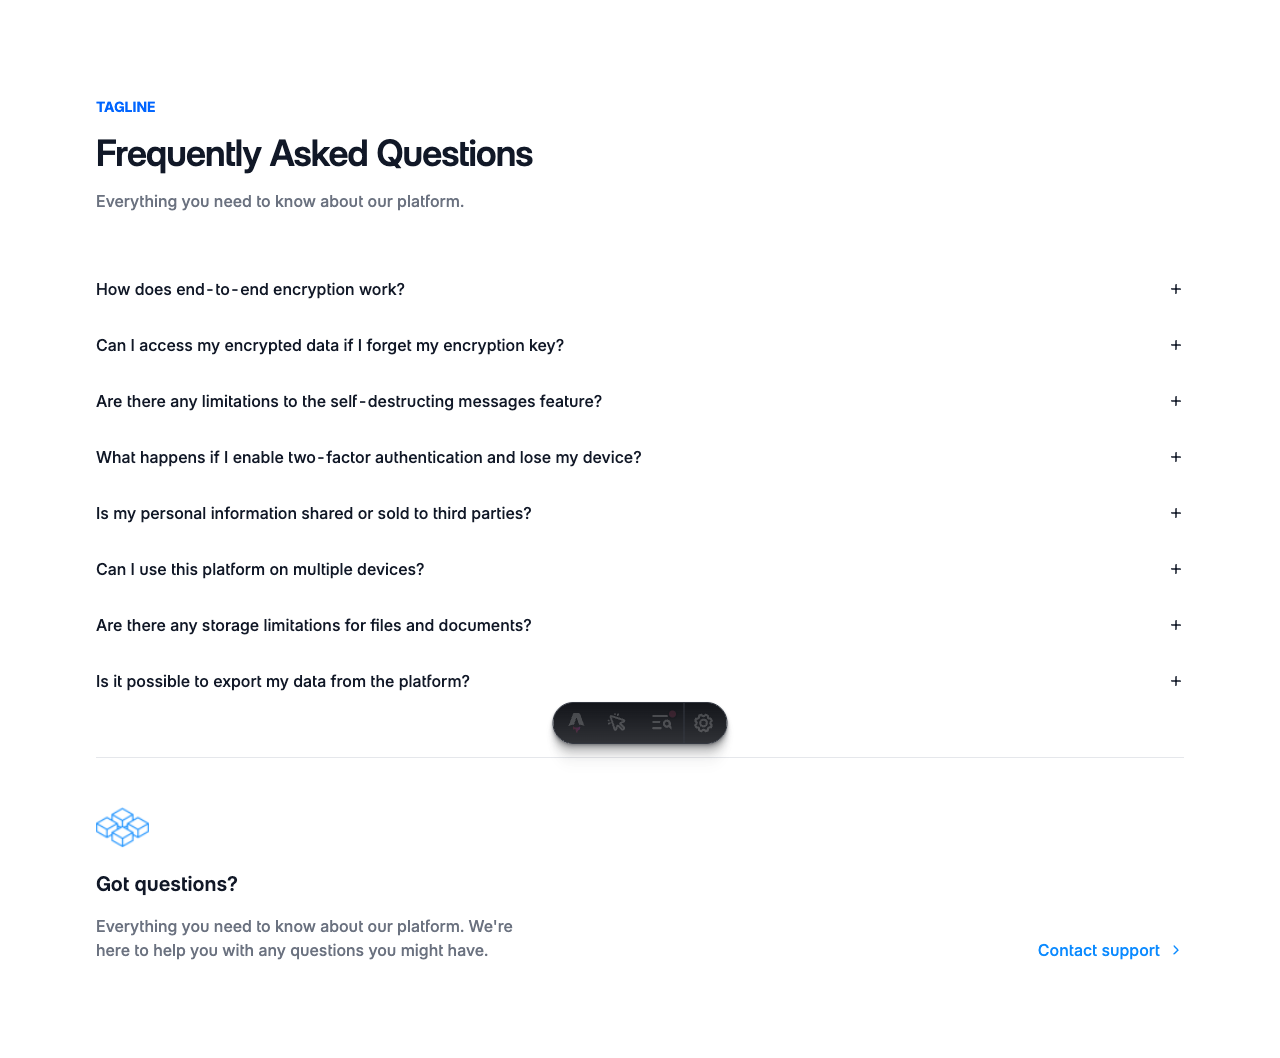 TAGLINE
Frequently Asked Questions
Everything you need to know about our platform.
How does end-to-end encryption work?
Can I access my encrypted data if I forget my encryption key?
Are there any limitations to the self-destructing messages feature?
What happens if I enable two-factor authentication and lose my device?
Is my personal information shared or sold to third parties?
Can I use this platform on multiple devices?
Are there any storage limitations for files and documents?
Is it possible to export my data from the platform?
Got questions?
Everything you need to know about our platform. We're
here to help you with any questions you might have.
Contact support